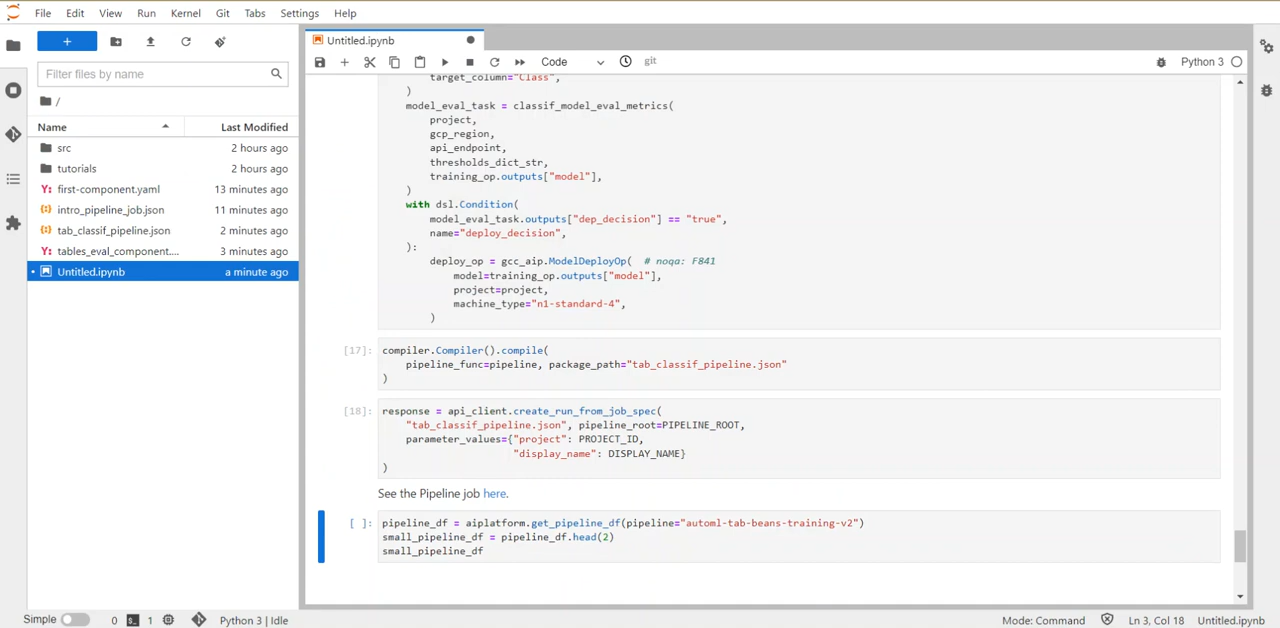 File Edit View Run Kernel Git Tabs Settings Help
+
Filter files by name
/
Name Last Modified
src 2 hours ago
tutorials 2 hours ago
Y: first-component.yaml 13 minutes ago
{:} intro_pipeline_job.json 11 minutes ago
{:} tab_classif_pipeline.json 2 minutes ago
Y: tables_eval_component.... 3 minutes ago
• Untitled.ipynb a minute ago
Untitled.ipynb
Code git Python 3
target_column="Class",
)
model_eval_task = classif_model_eval_metrics(
project,
gcp_region,
api_endpoint,
thresholds_dict_str,
training_op.outputs["model"],
)
with dsl.Condition(
model_eval_task.outputs["dep_decision"] == "true",
name="deploy_decision",
):
deploy_op = gcc_aip.ModelDeployOp( # noqa: F841
model=training_op.outputs["model"],
project=project,
machine_type="n1-standard-4",
)
[17]: compiler.Compiler().compile(
pipeline_func=pipeline, package_path="tab_classif_pipeline.json"
)
[18]: response = api_client.create_run_from_job_spec(
"tab_classif_pipeline.json", pipeline_root=PIPELINE_ROOT,
parameter_values={"project": PROJECT_ID,
"display_name": DISPLAY_NAME}
)
See the Pipeline job here.
[ ]: pipeline_df = aiplatform.get_pipeline_df(pipeline="automl-tab-beans-training-v2")
small_pipeline_df = pipeline_df.head(2)
small_pipeline_df
Simple 0 1 Python 3 | Idle Mode: Command Ln 3, Col 18 Untitled.ipynb